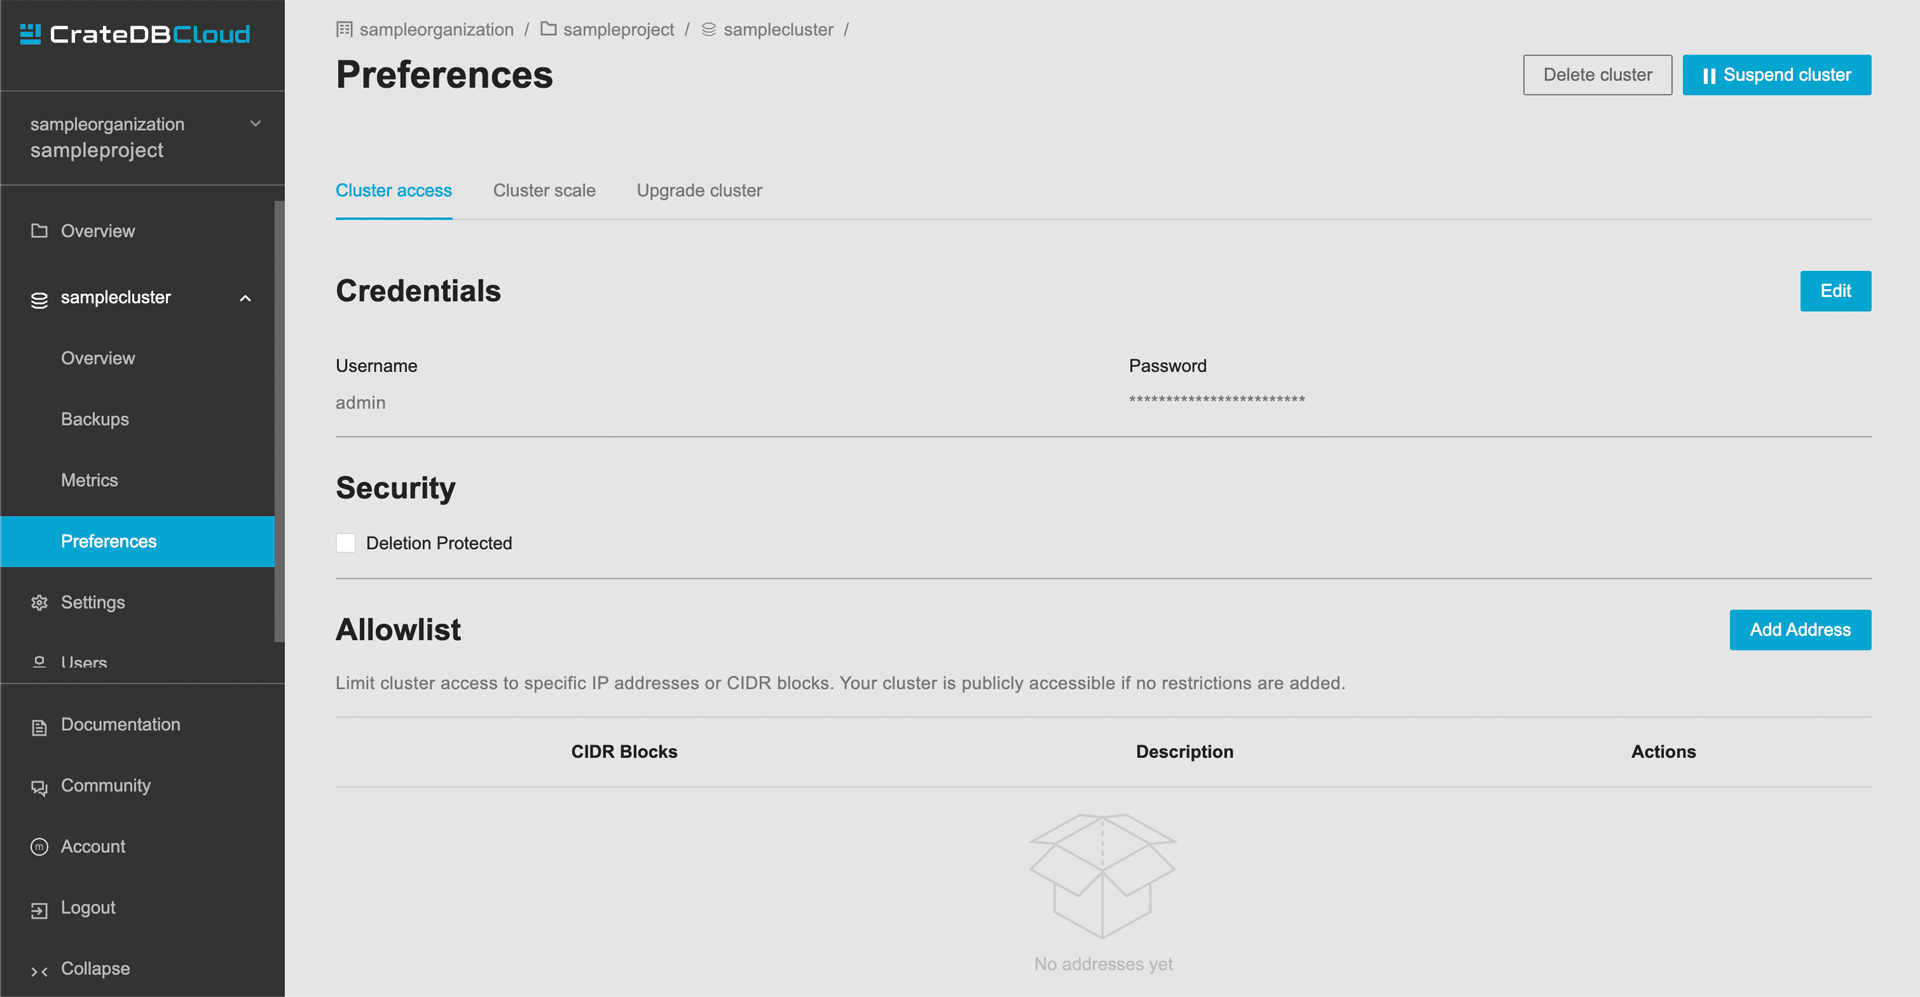 CrateDBCloud
sampleorganization
sampleproject
Overview
samplecluster
Overview
Backups
Metrics
Preferences
Settings
Users
Documentation
Community
Account
Logout
Collapse
sampleorganization / sampleproject / samplecluster /
Preferences
Delete cluster
Suspend cluster
Cluster access Cluster scale Upgrade cluster
Credentials
Edit
Username Password
admin ************************
Security
Deletion Protected
Allowlist
Add Address
Limit cluster access to specific IP addresses or CIDR blocks. Your cluster is publicly accessible if no restrictions are added.
CIDR Blocks Description Actions
No addresses yet